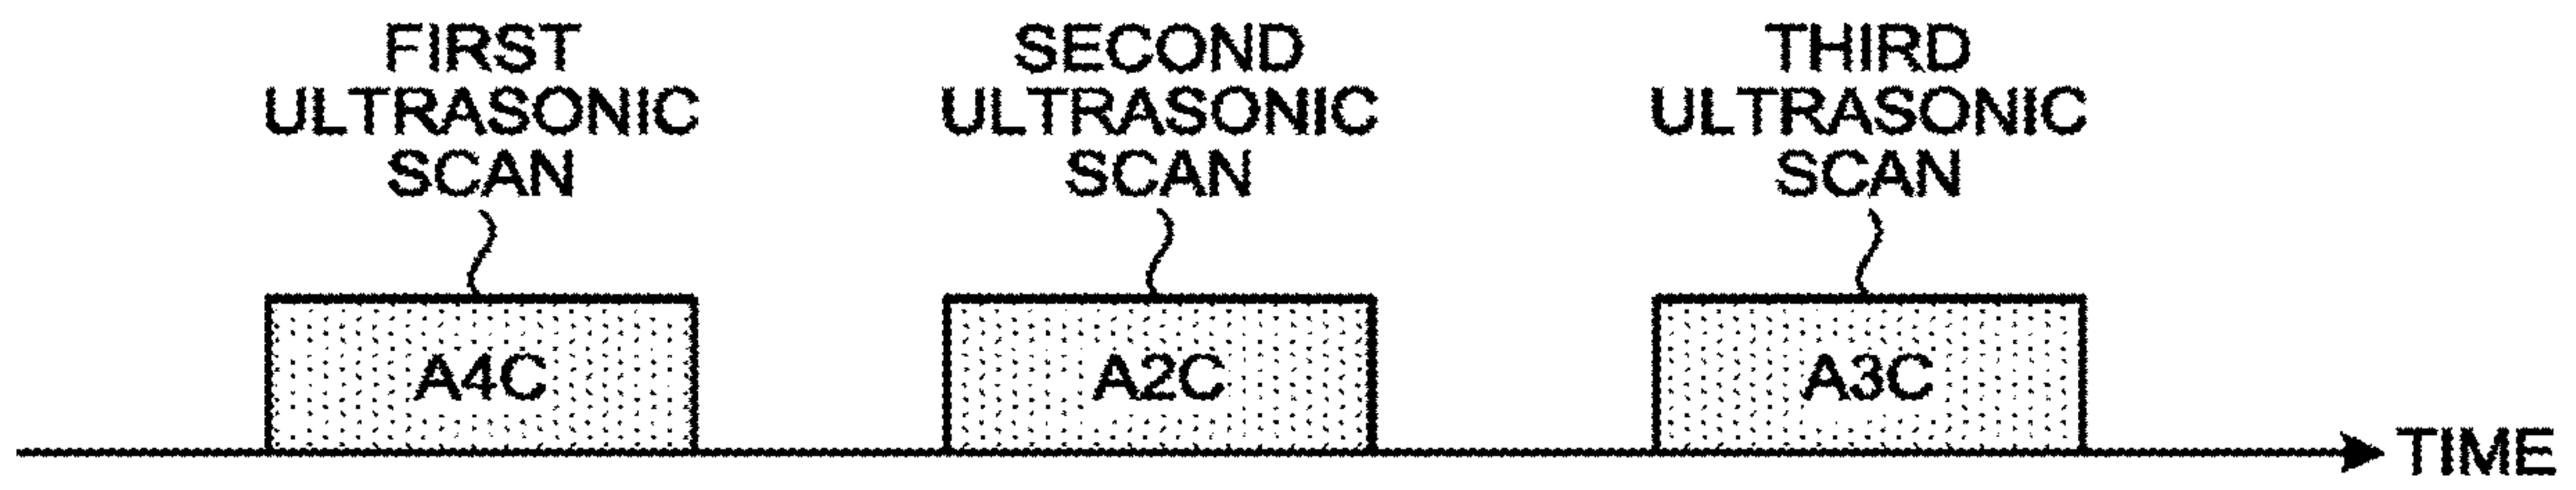 FIRST
ULTRASONIC
SCAN
SECOND
ULTRASONIC
SCAN
THIRD
ULTRASONIC
SCAN
A4C
A2C
A3C
TIME